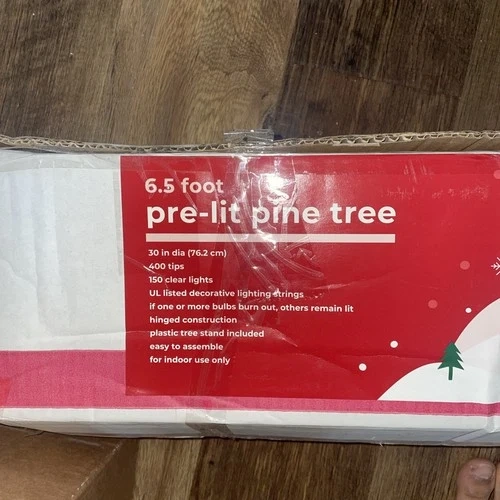 6.5 foot
pre-lit pine tree
30 in dia (76.2 cm)
400 tips
150 clear lights
UL listed decorative lighting strings
if one or more bulbs burn out, others remain lit
hinged construction
plastic tree stand included
easy to assemble
for indoor use only